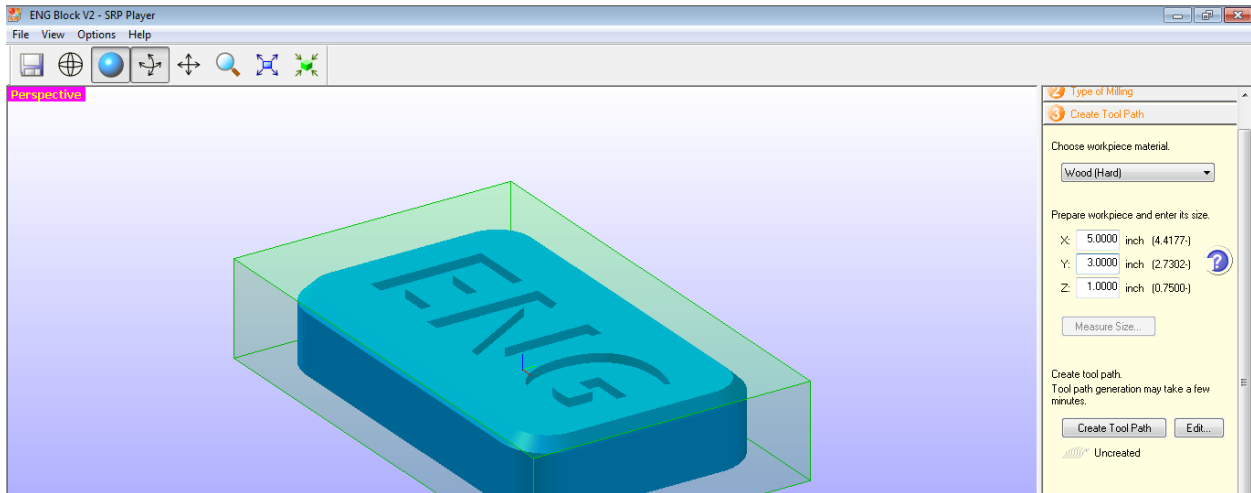 ENG Block V2 - SRP Player
File View Options Help
Perspective
2 Type of Milling
3 Create Tool Path
Choose workpiece material.
Wood (Hard)
Prepare workpiece and enter its size.
X: 5.0000 inch (4.4177-)
Y: 3.0000 inch (2.7302-)
?
Z: 1.0000 inch (0.7500-)
Measure Size...
Create tool path.
Tool path generation may take a few
minutes.
Create Tool Path Edit...
Uncreated
ENG